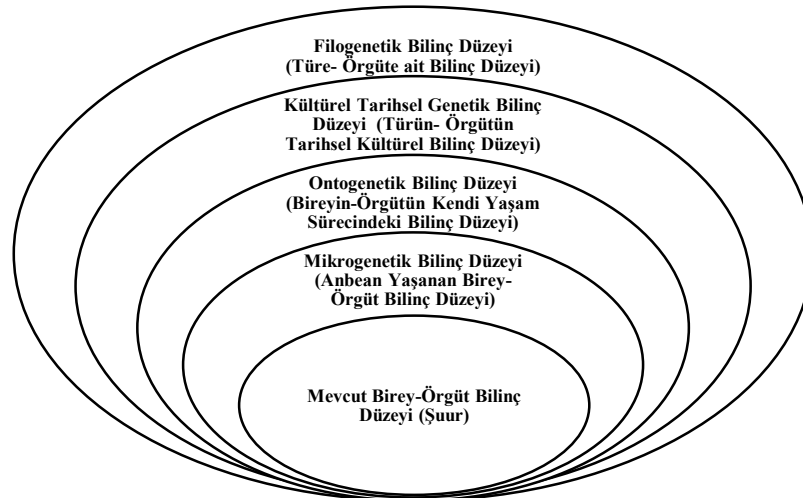 Filogenetik Bilinç Düzeyi
(Türe- Örgüte ait Bilinç Düzeyi)
Kültürel Tarihsel Genetik Bilinç
Düzeyi (Türün- Örgütün
Tarihsel Kültürel Bilinç Düzeyi)
Ontogenetik Bilinç Düzeyi
(Bireyin-Örgütün Kendi Yaşam
Sürecindeki Bilinç Düzeyi)
Mikrogenetik Bilinç Düzeyi
(Anbean Yaşanan Birey-
Örgüt Bilinç Düzeyi)
Mevcut Birey-Örgüt Bilinç
Düzeyi (Şuur)